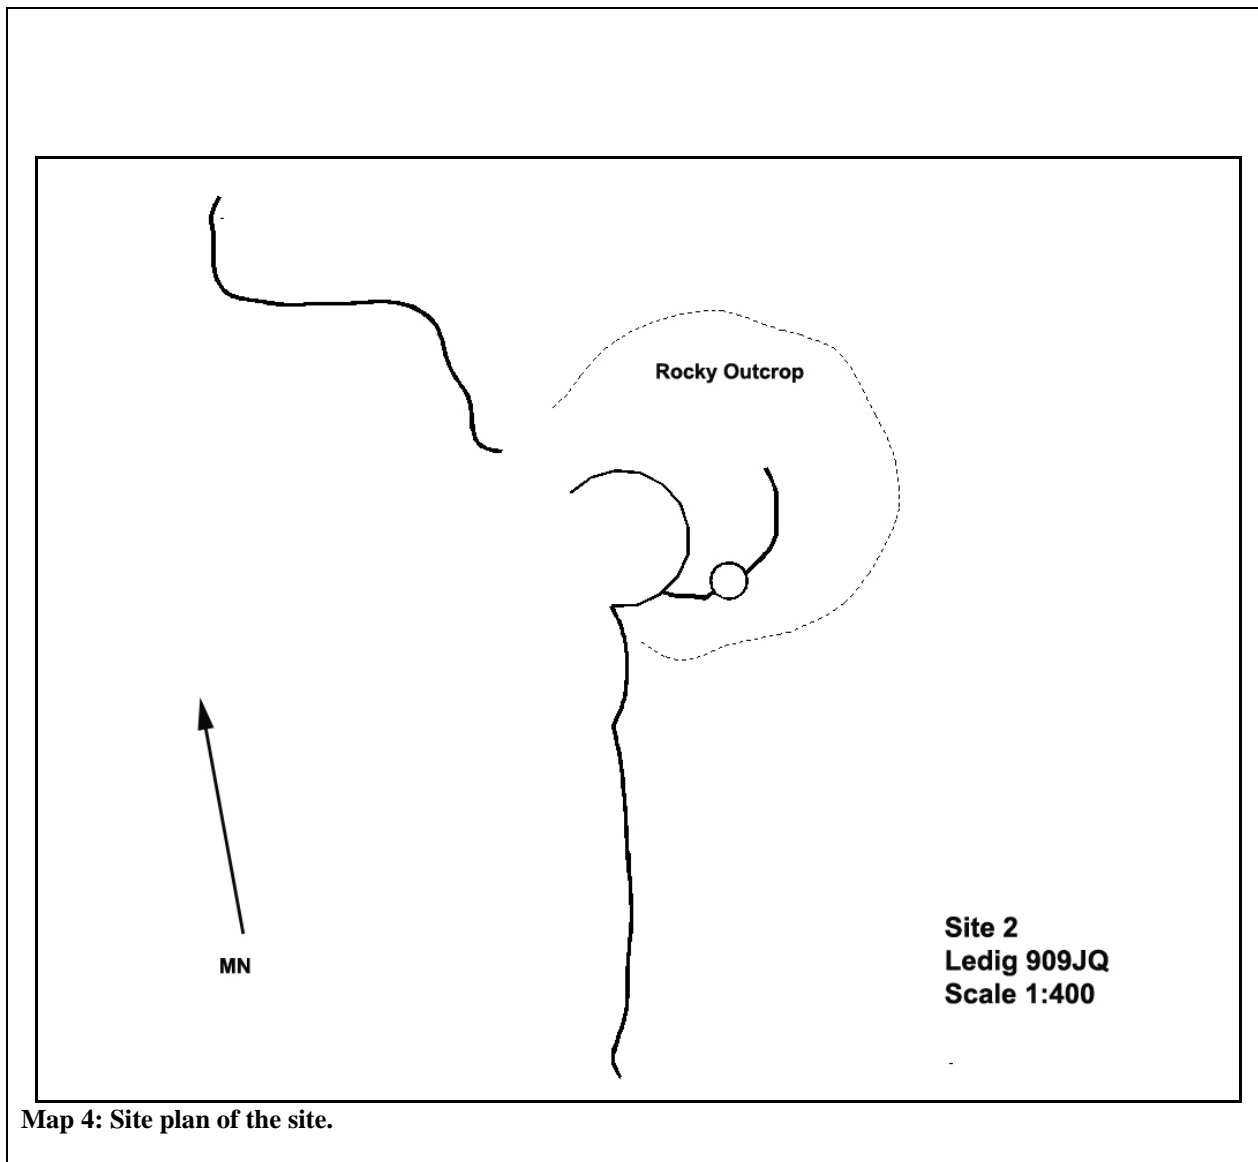 Rocky Outcrop
MN
Site 2
Ledig 909JQ
Scale 1:400
Map 4: Site plan of the site.